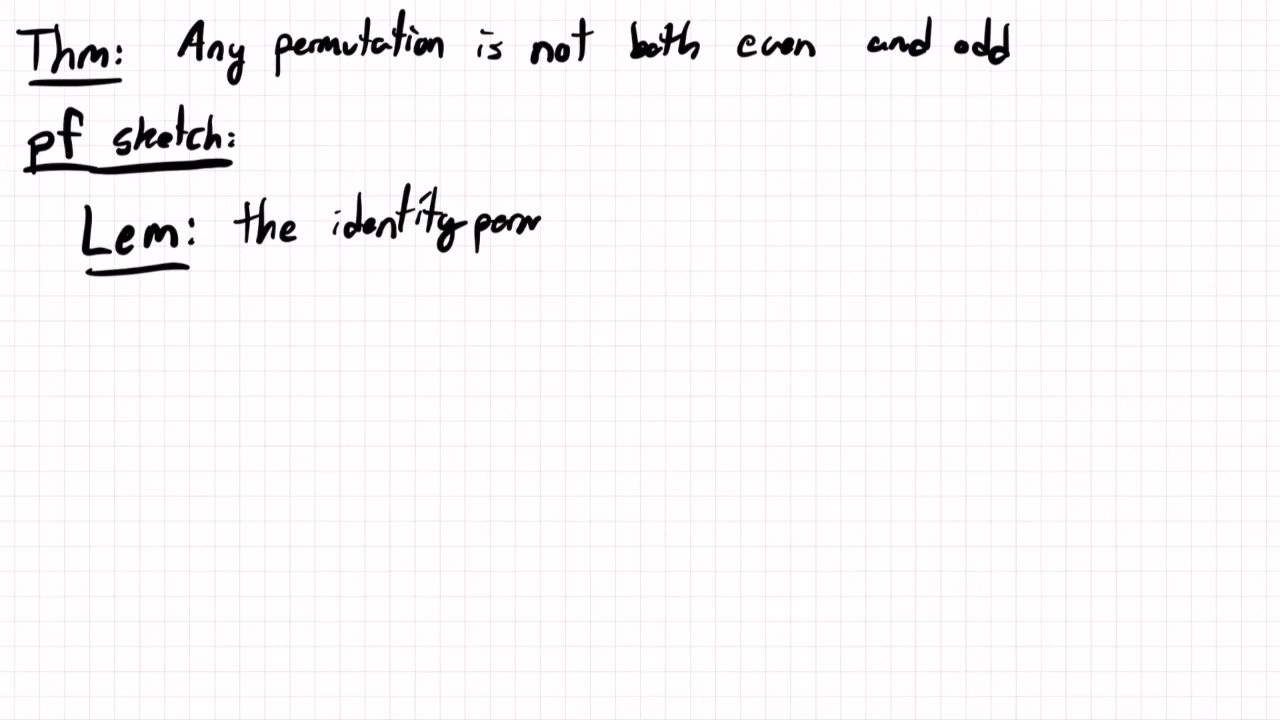 Thm: Any permutation is not both even and odd
pf sketch:
Lem: the identity perm